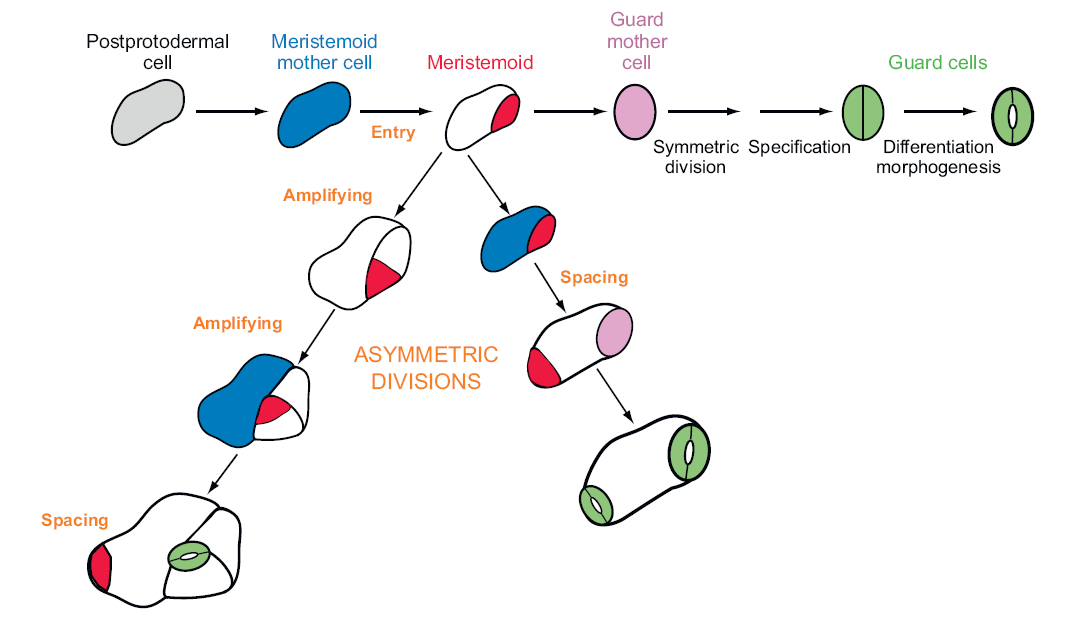 Postprotodermal
cell
Meristemoid
mother cell
Meristemoid
Guard
mother
cell
Guard cells
Entry
Symmetric
division
Specification
Differentiation
morphogenesis
Amplifying
Spacing
Amplifying
ASYMMETRIC
DIVISIONS
Spacing